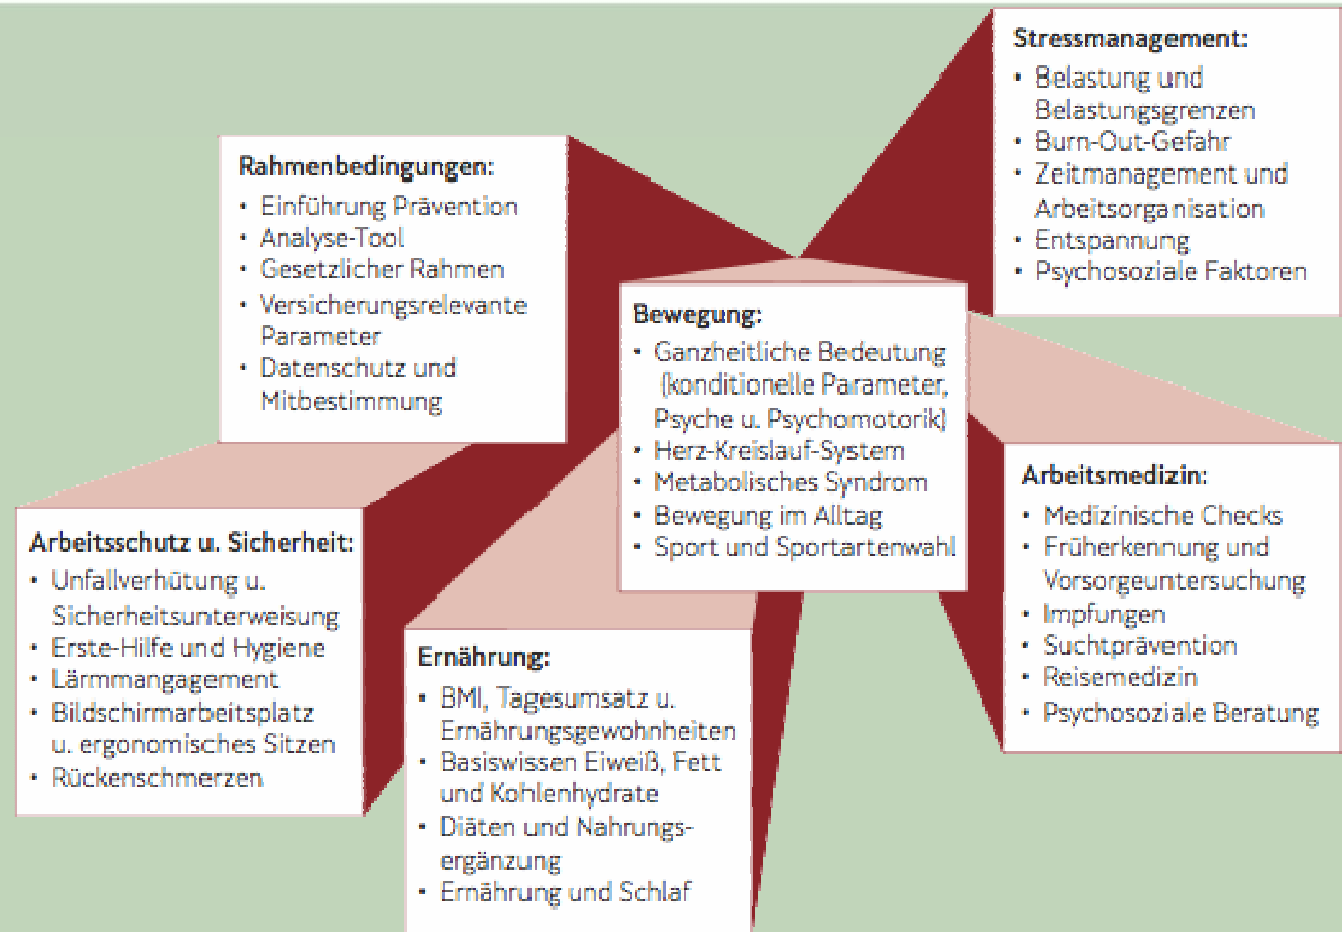 Stressmanagement:
• Belastung und
Belastungsgrenzen
• Burn-Out-Gefahr
• Zeitmanagement und
Arbeitsorganisation
• Entspannung
• Psychosoziale Faktoren
Rahmenbedingungen:
• Einführung Prävention
• Analyse-Tool
• Gesetzlicher Rahmen
• Versicherungsrelevante
Parameter
• Datenschutz und
Mitbestimmung
Bewegung:
• Ganzheitliche Bedeutung
(konditionelle Parameter,
Psyche u. Psychomotorik)
• Herz-Kreislauf-System
• Metabolisches Syndrom
• Bewegung im Alltag
• Sport und Sportartenwahl
Arbeitsmedizin:
• Medizinische Checks
• Früherkennung und
Vorsorgeuntersuchung
• Impfungen
• Suchtprävention
• Reisemedizin
• Psychosoziale Beratung
Arbeitsschutz u. Sicherheit:
• Unfallverhütung u.
Sicherheitsunterweisung
• Erste-Hilfe und Hygiene
• Lärmmangagement
• Bildschirmarbeitsplatz
u. ergonomisches Sitzen
• Rückenschmerzen
Ernährung:
• BMI, Tagesumsatz u.
Ernährungsgewohnheiten
• Basiswissen Eiweiß, Fett
und Kohlenhydrate
• Diäten und Nahrungs-
ergänzung
• Ernährung und Schlaf